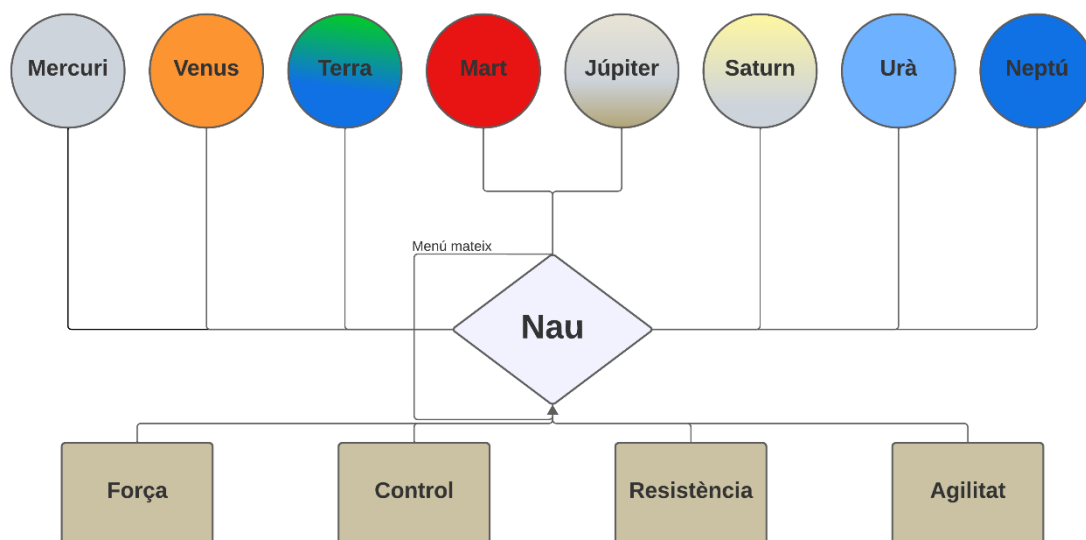 Mercuri
Venus
Terra
Mart
Júpiter
Saturn
Urà
Neptú
Menú mateix
Nau
Força
Control
Resistència
Agilitat